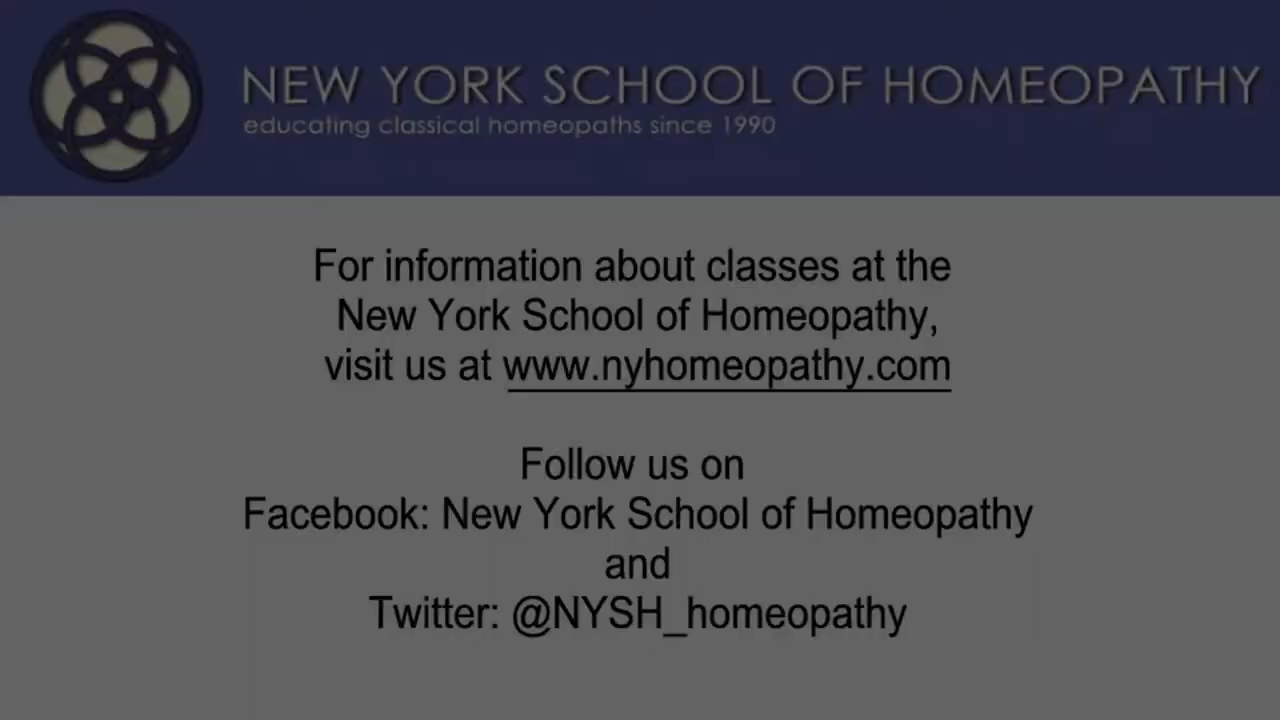 NEW YORK SCHOOL OF HOMEOPATHY
educating classical homeopaths since 1990
For information about classes at the
New York School of Homeopathy,
visit us at www.nyhomeopathy.com
Follow us on
Facebook: New York School of Homeopathy
and
Twitter: @NYSH_homeopathy